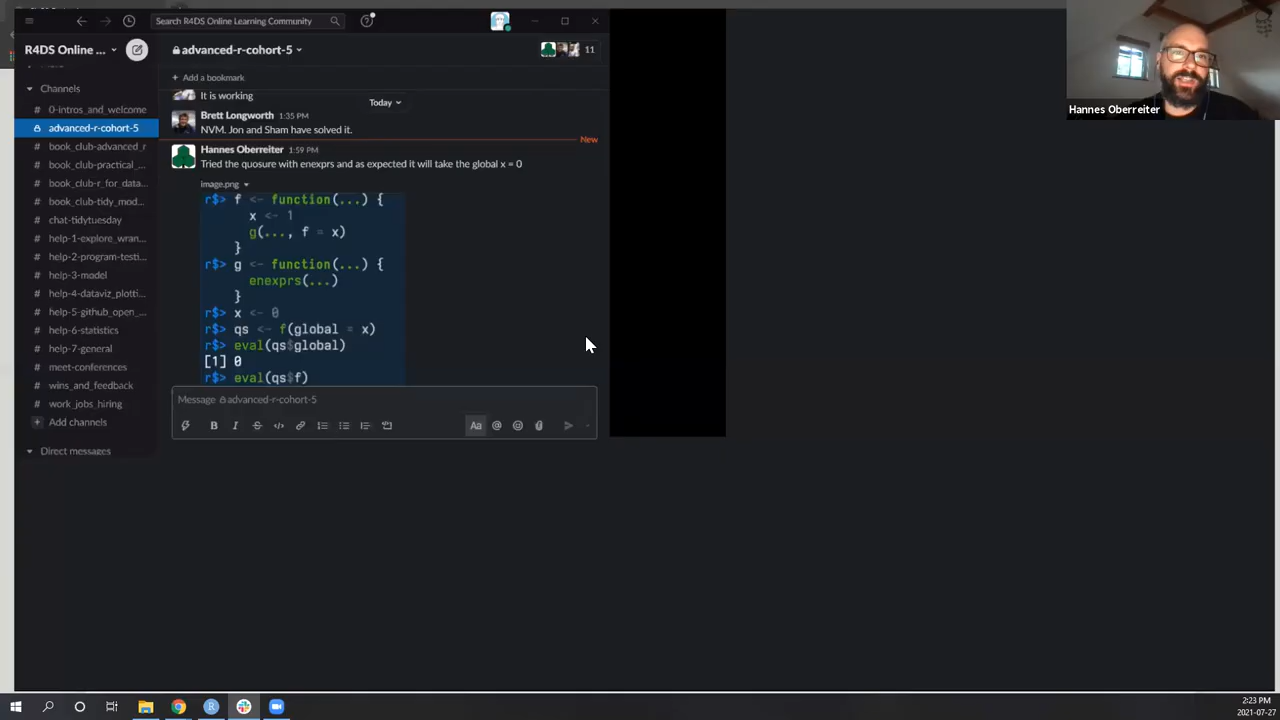 Search R4DS Online Learning Community
R4DS Online ...
advanced-r-cohort-5
11
Add a bookmark
Channels
# 0-intros_and_welcome
advanced-r-cohort-5
# book_club-advanced_r
# book_club-practical_...
# book_club-r_for_data...
# book_club-tidy_mod...
# chat-tidytuesday
# help-1-explore_wran...
# help-2-program-testi...
# help-3-model
# help-4-dataviz_plotti...
# help-5-github_open_...
# help-6-statistics
# help-7-general
# meet-conferences
# wins_and_feedback
# work_jobs_hiring
+ Add channels
Direct messages
It is working
Today
Brett Longworth 1:35 PM
NVM. Jon and Sham have solved it.
New
Hannes Oberreiter 1:59 PM
Tried the quosure with enexprs and as expected it will take the global x = 0
image.png
r$> f <- function(...) {
x <- 1
g(..., f = x)
}
r$> g <- function(...) {
enexprs(...)
}
r$> x <- 0
r$> qs <- f(global = x)
r$> eval(qs$global)
[1] 0
r$> eval(qs$f)
Message advanced-r-cohort-5
B I S Aa @
Hannes Oberreiter
2:23 PM
2021-07-27